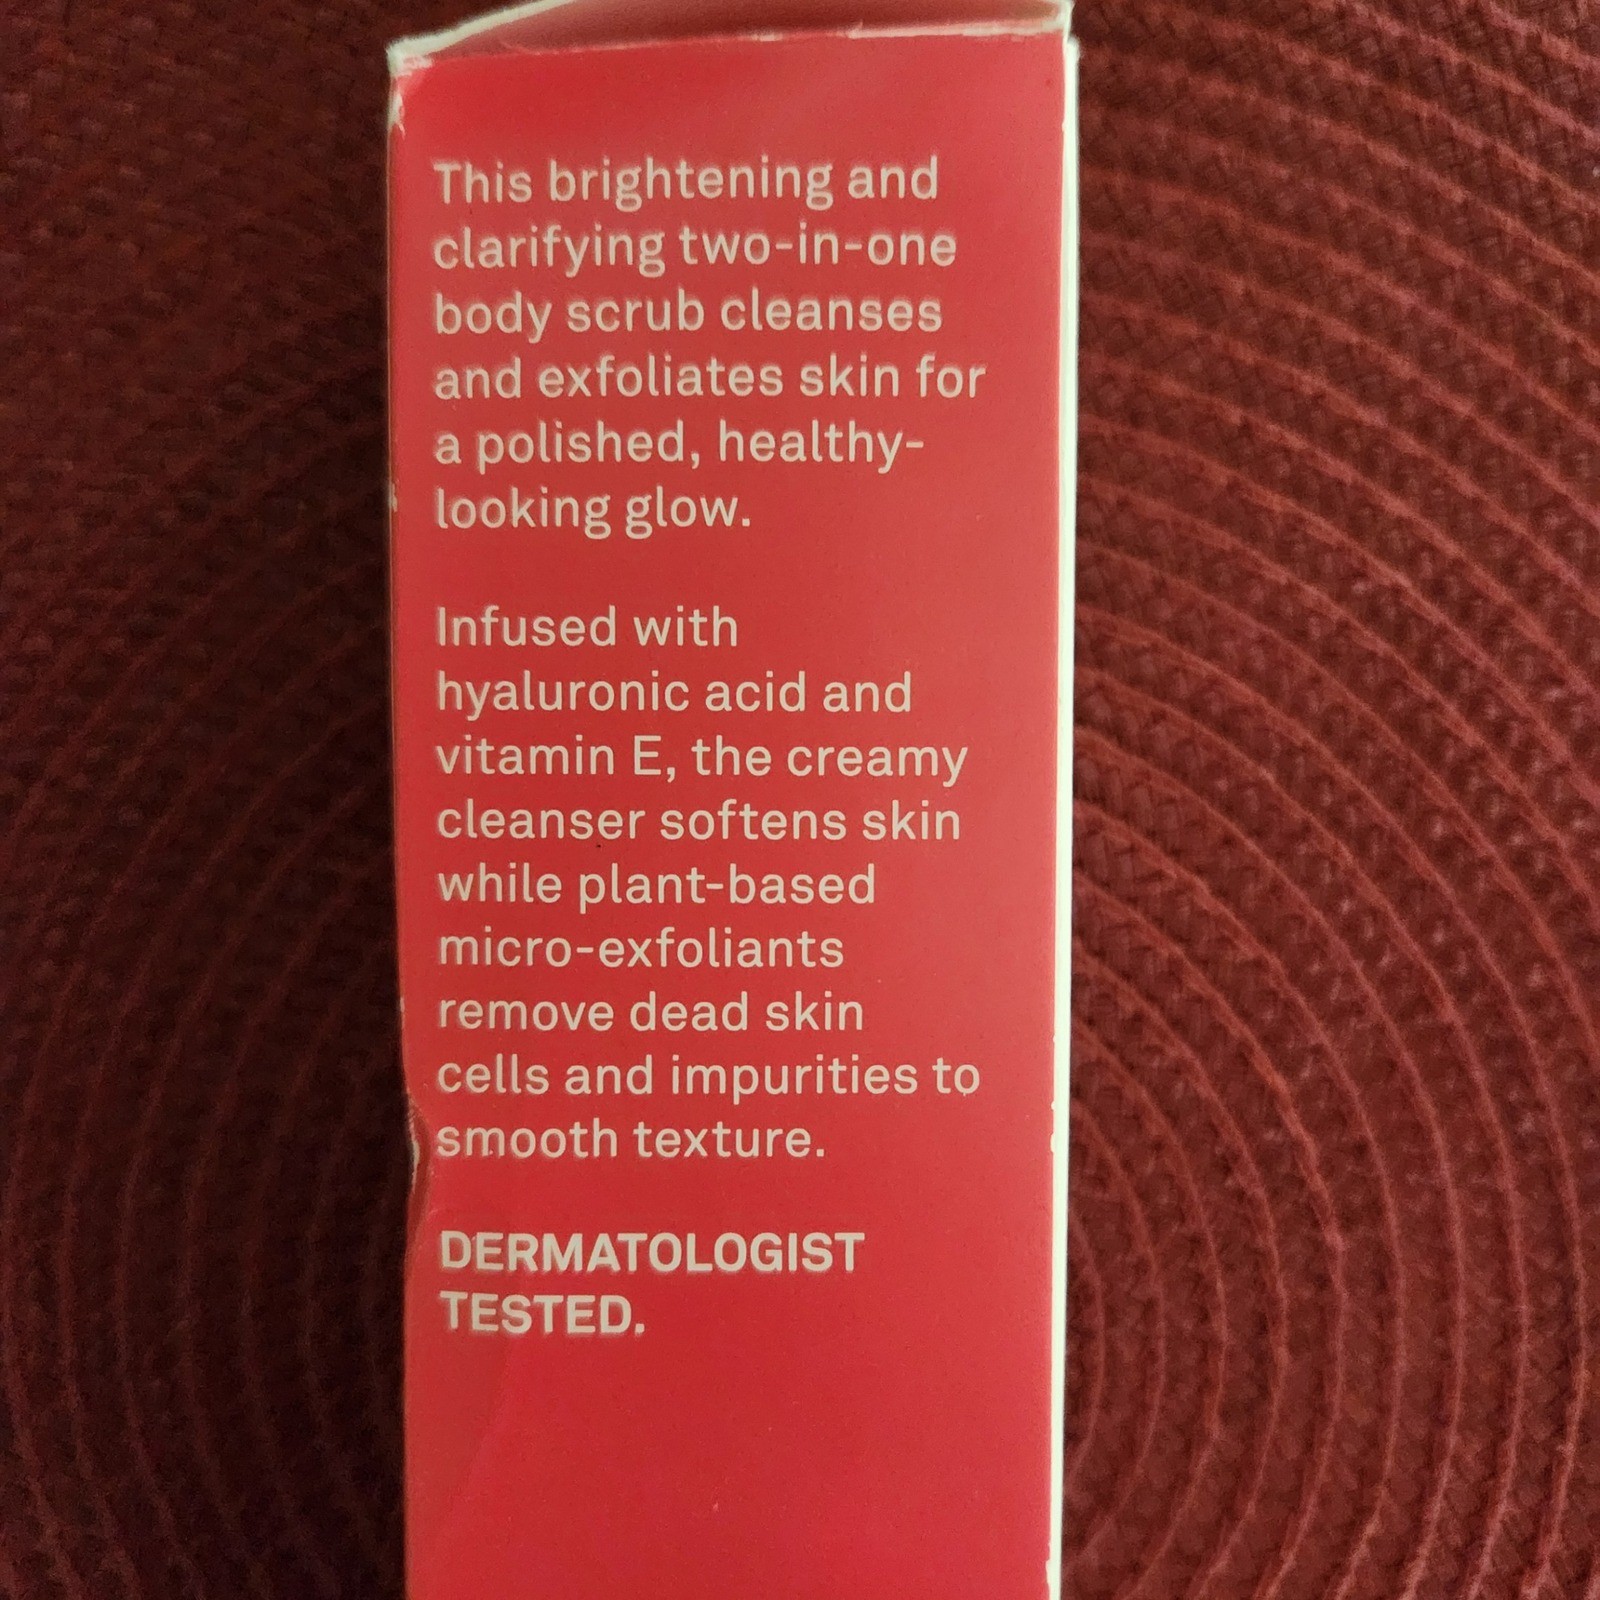 This brightening and
clarifying two-in-one
body scrub cleanses
and exfoliates skin for
a polished, healthy-
looking glow.
Infused with
hyaluronic acid and
vitamin E, the creamy
cleanser softens skin
while plant-based
micro-exfoliants
remove dead skin
cells and impurities to
smooth texture.
DERMATOLOGIST
TESTED.